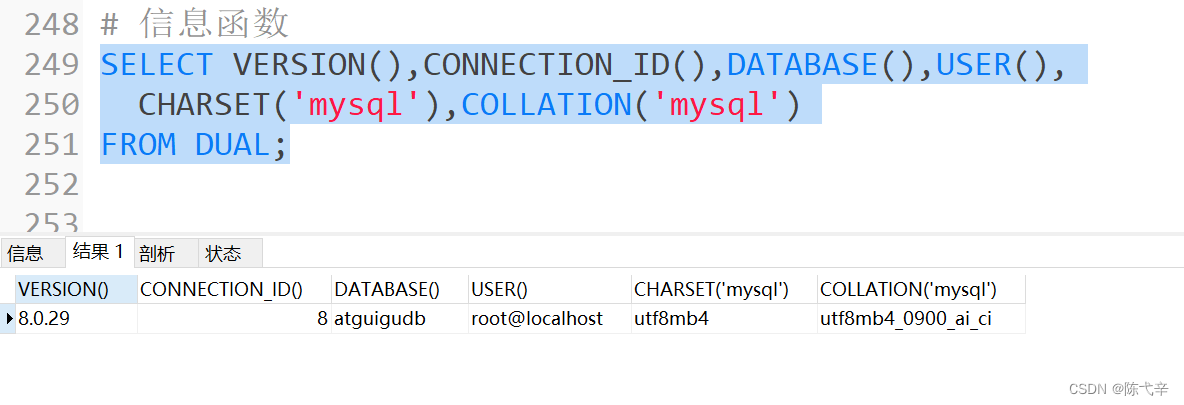 248 # 信息函数
249 SELECT VERSION(),CONNECTION_ID(),DATABASE(),USER(),
250 CHARSET('mysql'),COLLATION('mysql')
251 FROM DUAL;
252
253
信息 结果 1 剖析 状态
VERSION() CONNECTION_ID() DATABASE() USER() CHARSET('mysql') COLLATION('mysql')
8.0.29 8 atguigudb root@localhost utf8mb4 utf8mb4_0900_ai_ci
CSDN @陈弋辛